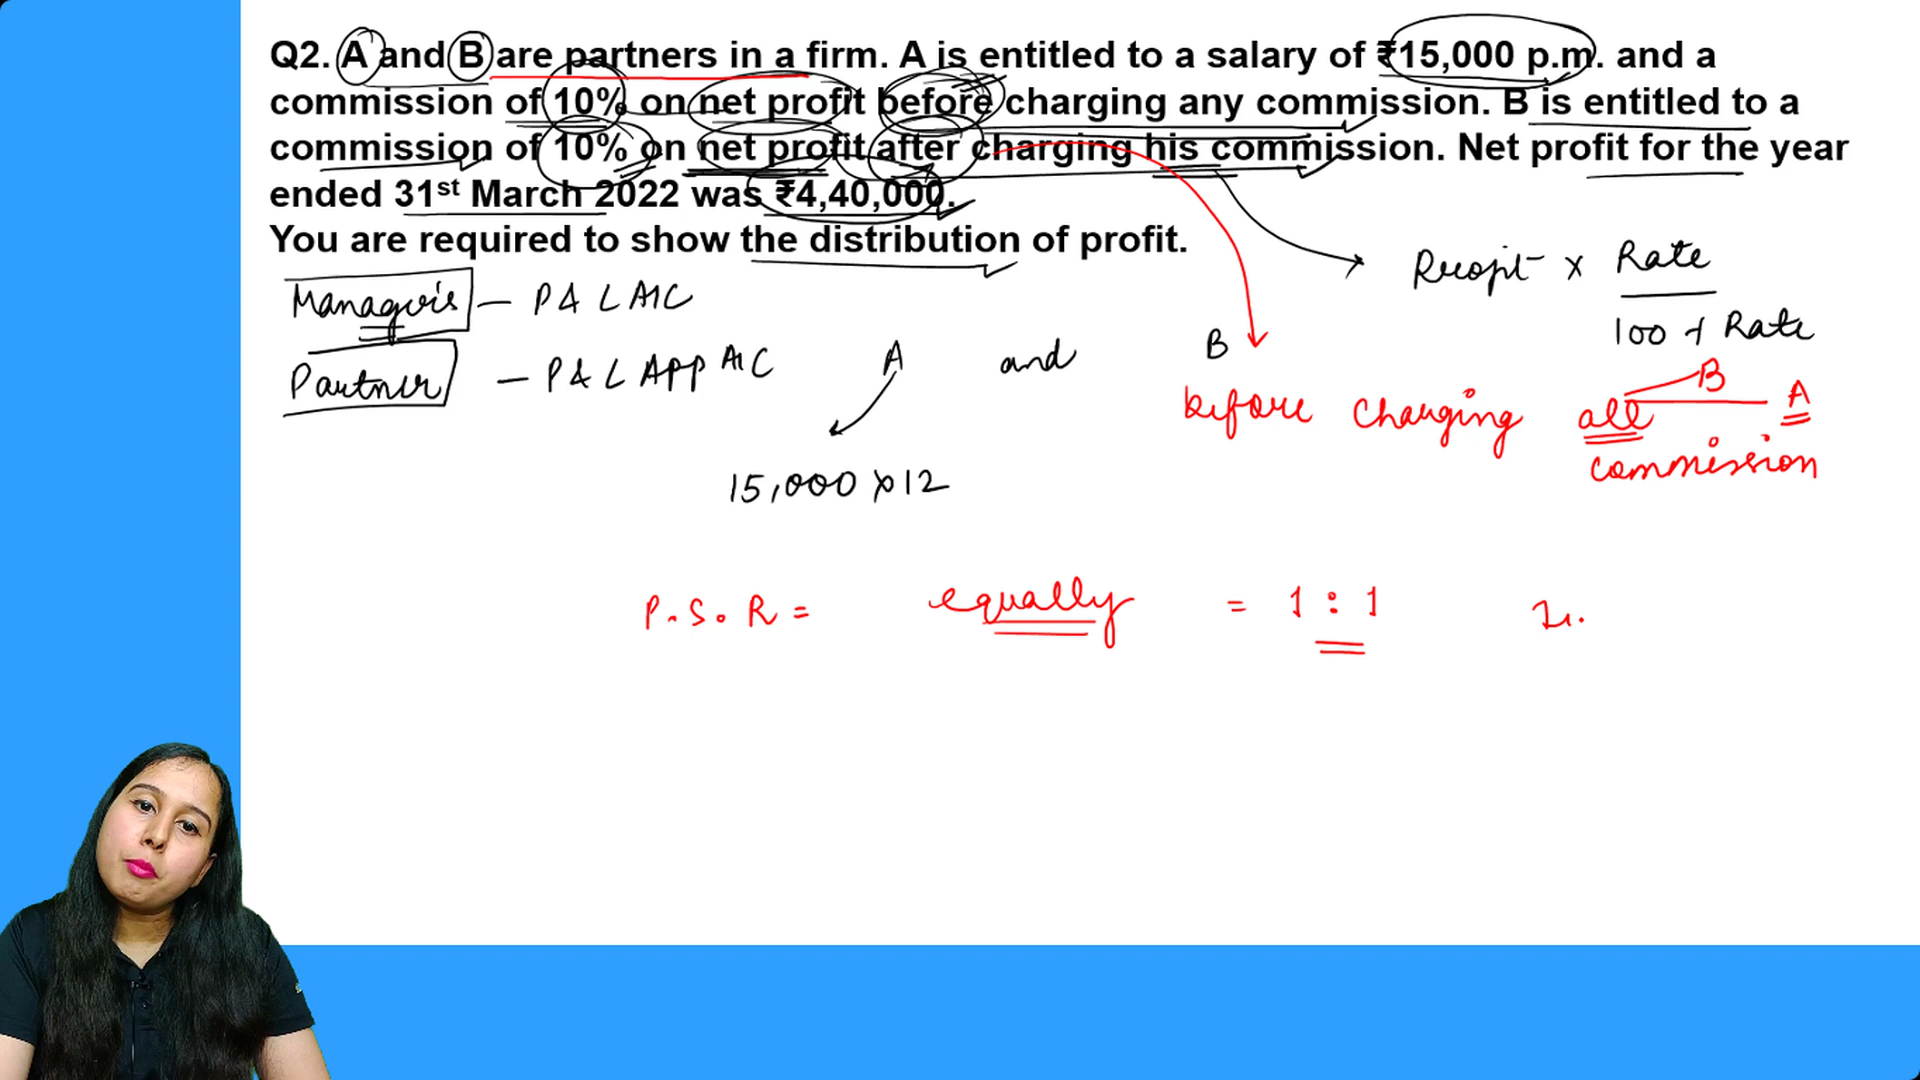 Q2. A and B are partners in a firm. A is entitled to a salary of ₹15,000 p.m. and a
commission of 10% on net profit before charging any commission. B is entitled to a
commission of 10% on net profit after charging his commission. Net profit for the year
ended 31st March 2022 was ₹4,40,000.
You are required to show the distribution of profit.
Profit x Rate
100 + Rate
Manager's - P & L A/C
Partner - P & L App A/C
A and B
before charging all B A
commission
15,000 x 12
P.S.R = equally = 1 : 1